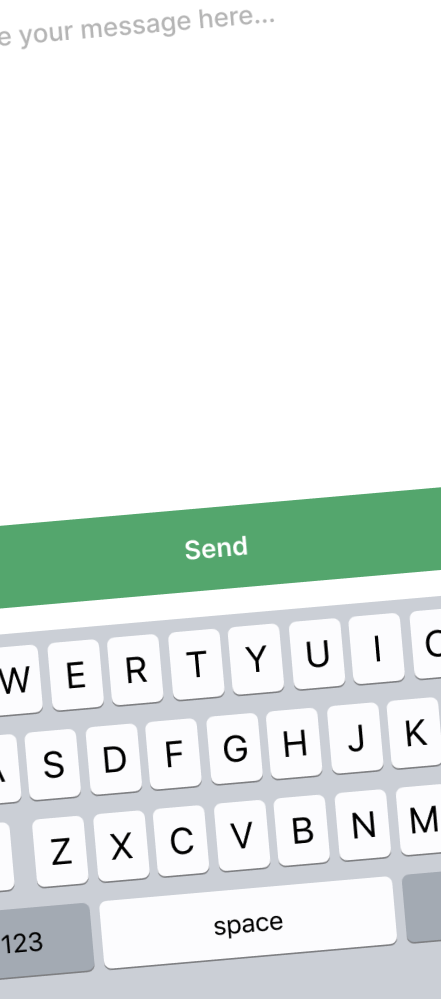 your message here...
Send
W E R T Y U I
S D F G H J K
Z X C V B N M
123 space